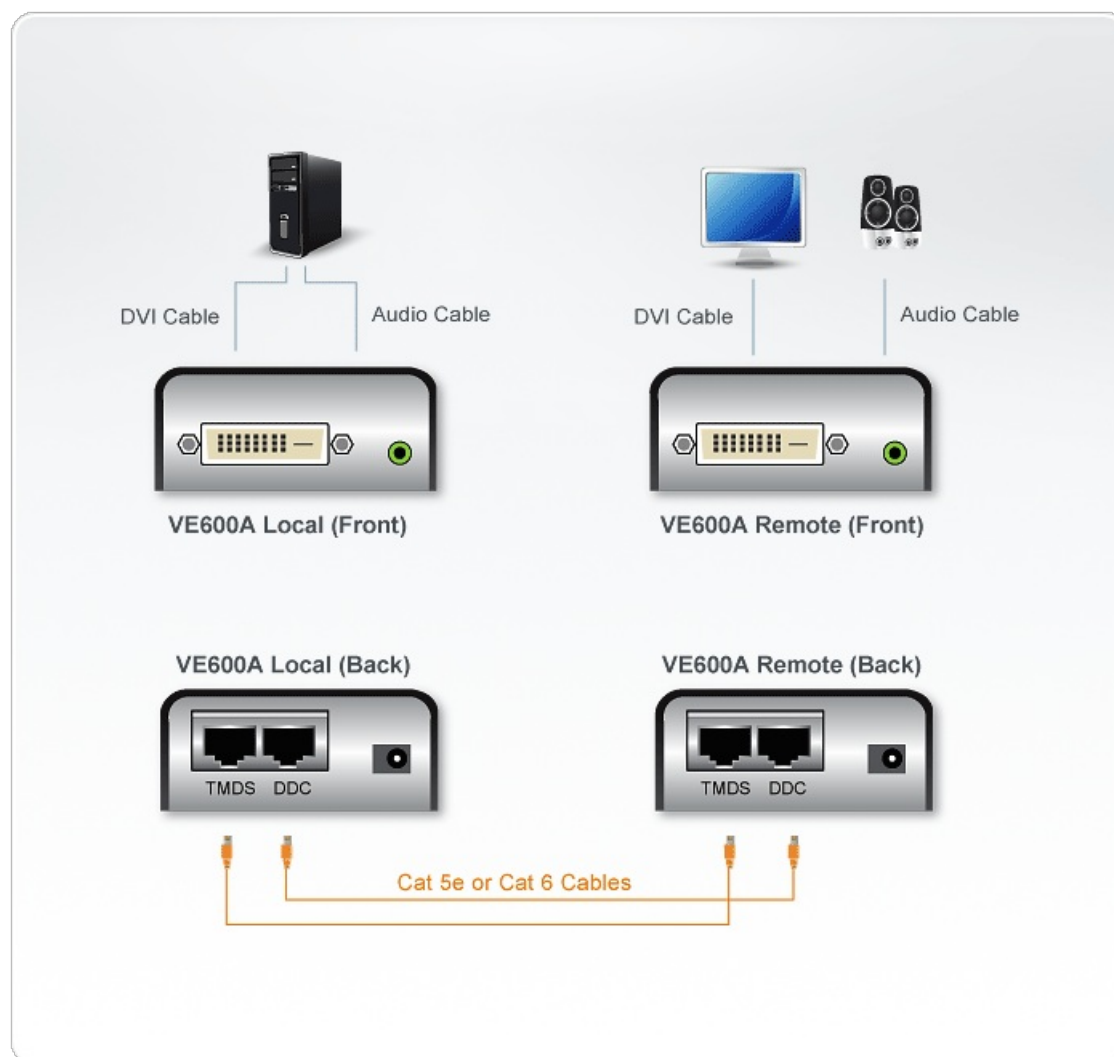 DVI Cable
Audio Cable
DVI Cable
Audio Cable
VE600A Local (Front)
VE600A Remote (Front)
VE600A Local (Back)
VE600A Remote (Back)
TMDS DDC
TMDS DDC
Cat 5e or Cat 6 Cables